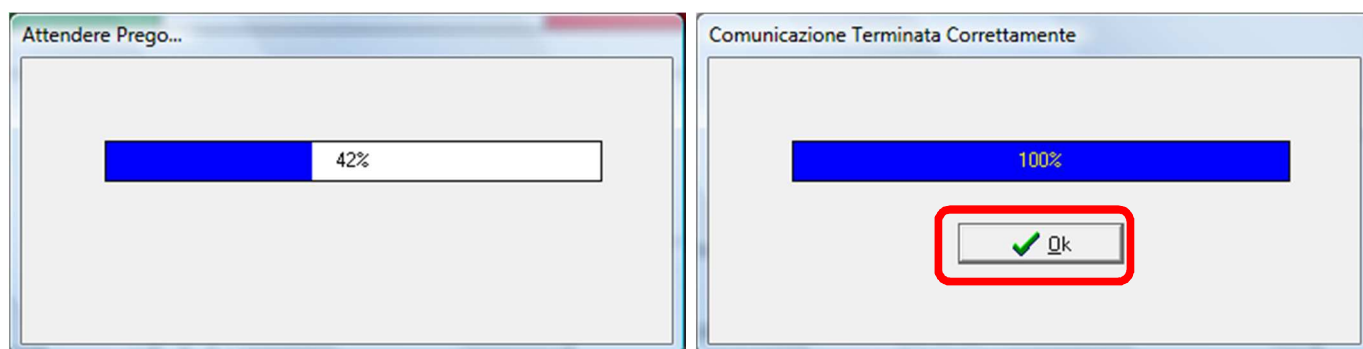 Attendere Prego...
42%
Comunicazione Terminata Correttamente
100%
Ok